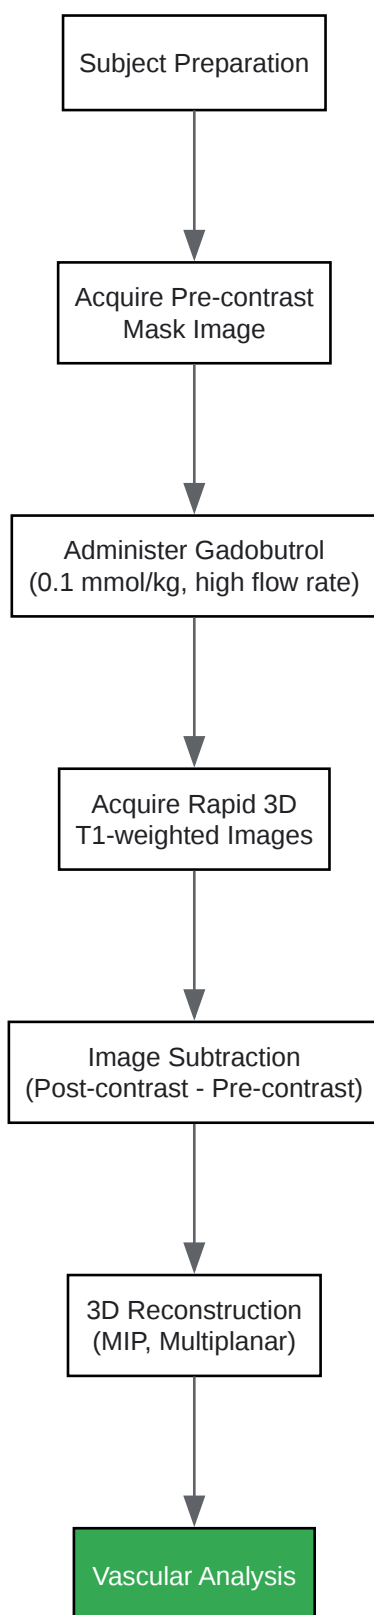 Subject Preparation
Acquire Pre-contrast
Mask Image
Administer Gadobutrol
(0.1 mmol/kg, high flow rate)
Acquire Rapid 3D
T1-weighted Images
Image Subtraction
(Post-contrast - Pre-contrast)
3D Reconstruction
(MIP, Multiplanar)
Vascular Analysis